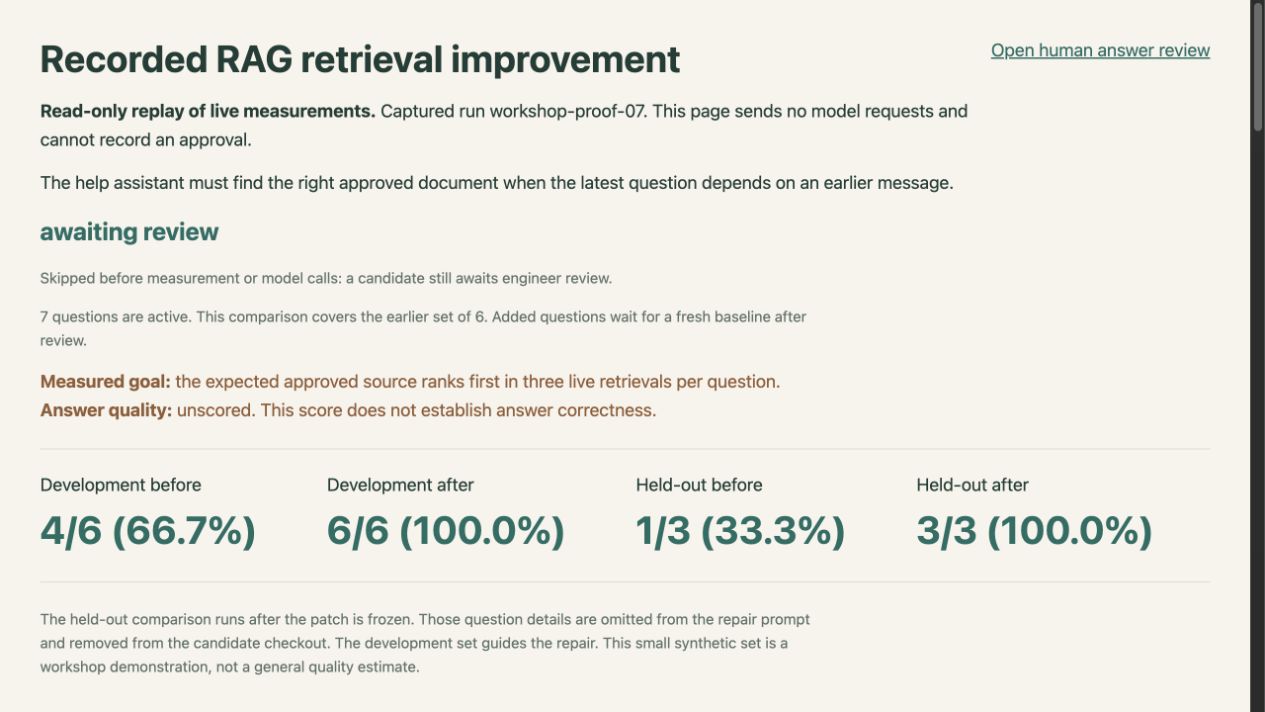 Recorded RAG retrieval improvement
Open human answer review
Read-only replay of live measurements. Captured run workshop-proof-07. This page sends no model requests and
cannot record an approval.
The help assistant must find the right approved document when the latest question depends on an earlier message.
awaiting review
Skipped before measurement or model calls: a candidate still awaits engineer review.
7 questions are active. This comparison covers the earlier set of 6. Added questions wait for a fresh baseline after
review.
Measured goal: the expected approved source ranks first in three live retrievals per question.
Answer quality: unscored. This score does not establish answer correctness.
Development before
4/6 (66.7%)
Development after
6/6 (100.0%)
Held-out before
1/3 (33.3%)
Held-out after
3/3 (100.0%)
The held-out comparison runs after the patch is frozen. Those question details are omitted from the repair prompt
and removed from the candidate checkout. The development set guides the repair. This small synthetic set is a
workshop demonstration, not a general quality estimate.